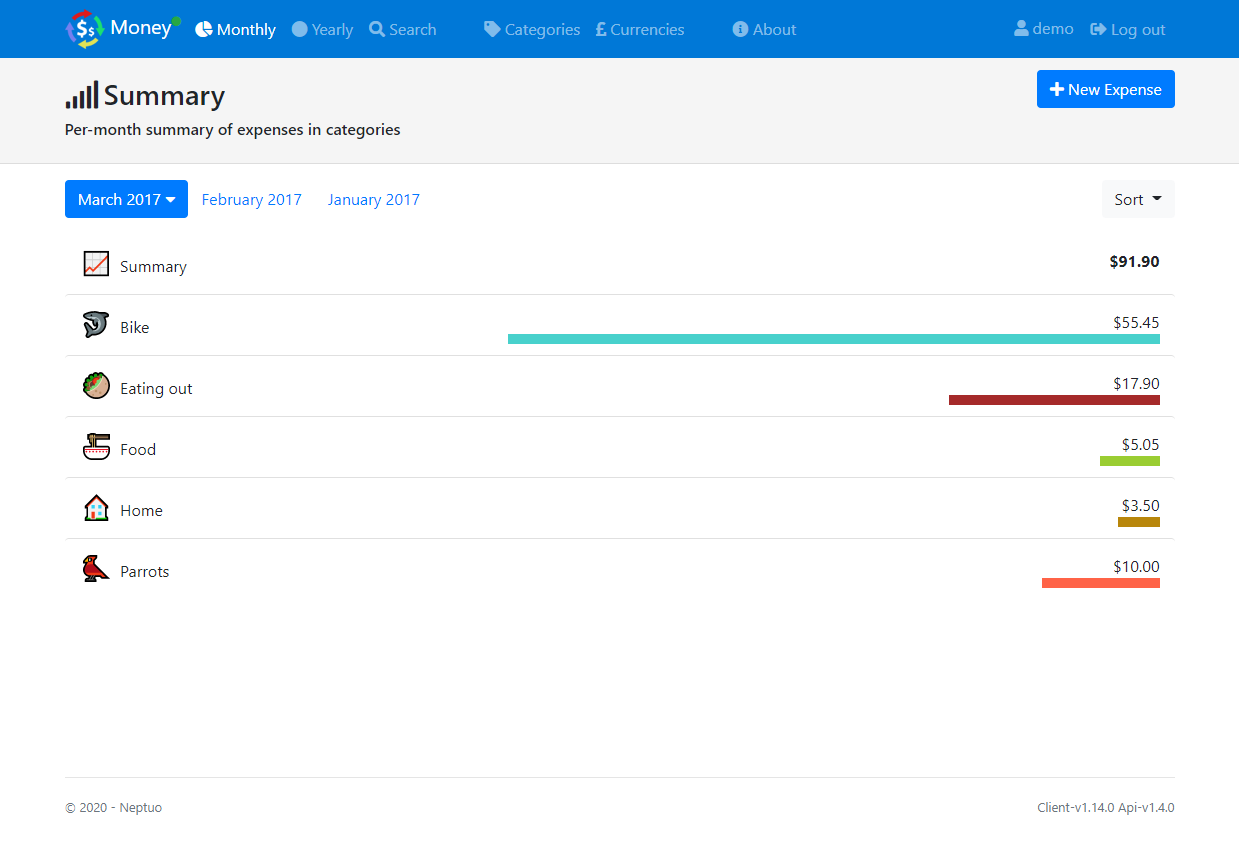 Money Monthly Yearly Search Categories £ Currencies About demo Log out
Summary
New Expense
Per-month summary of expenses in categories
March 2017 February 2017 January 2017 Sort
Summary $91.90
Bike $55.45
Eating out $17.90
Food $5.05
Home $3.50
Parrots $10.00
© 2020 - Neptuo Client-v1.14.0 Api-v1.4.0